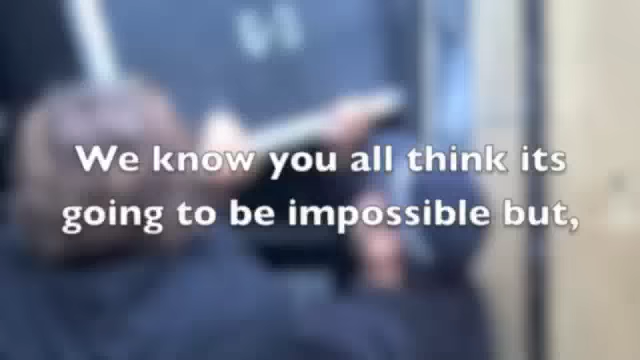 We know you all think its
going to be impossible but,